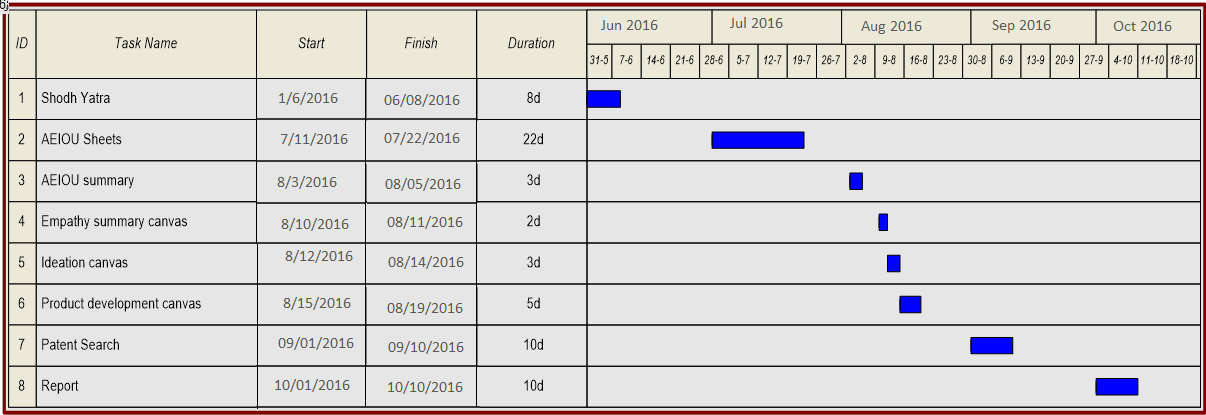 6;
Jun 2016 Jul 2016 Aug 2016 Sep 2016 Oct 2016
ID Task Name Start Finish Duration
31-5 7-6 14-6 21-6 28-6 5-7 12-7 19-7 26-7 2-8 9-8 16-8 23-8 30-8 6-9 13-9 20-9 27-9 4-10 11-10 18-10
1 Shodh Yatra 1/6/2016 06/08/2016 8d
2 AEIOU Sheets 7/11/2016 07/22/2016 22d
3 AEIOU summary 8/3/2016 08/05/2016 3d
4 Empathy summary canvas 8/10/2016 08/11/2016 2d
5 Ideation canvas 8/12/2016 08/14/2016 3d
6 Product development canvas 8/15/2016 08/19/2016 5d
7 Patent Search 09/01/2016 09/10/2016 10d
8 Report 10/01/2016 10/10/2016 10d